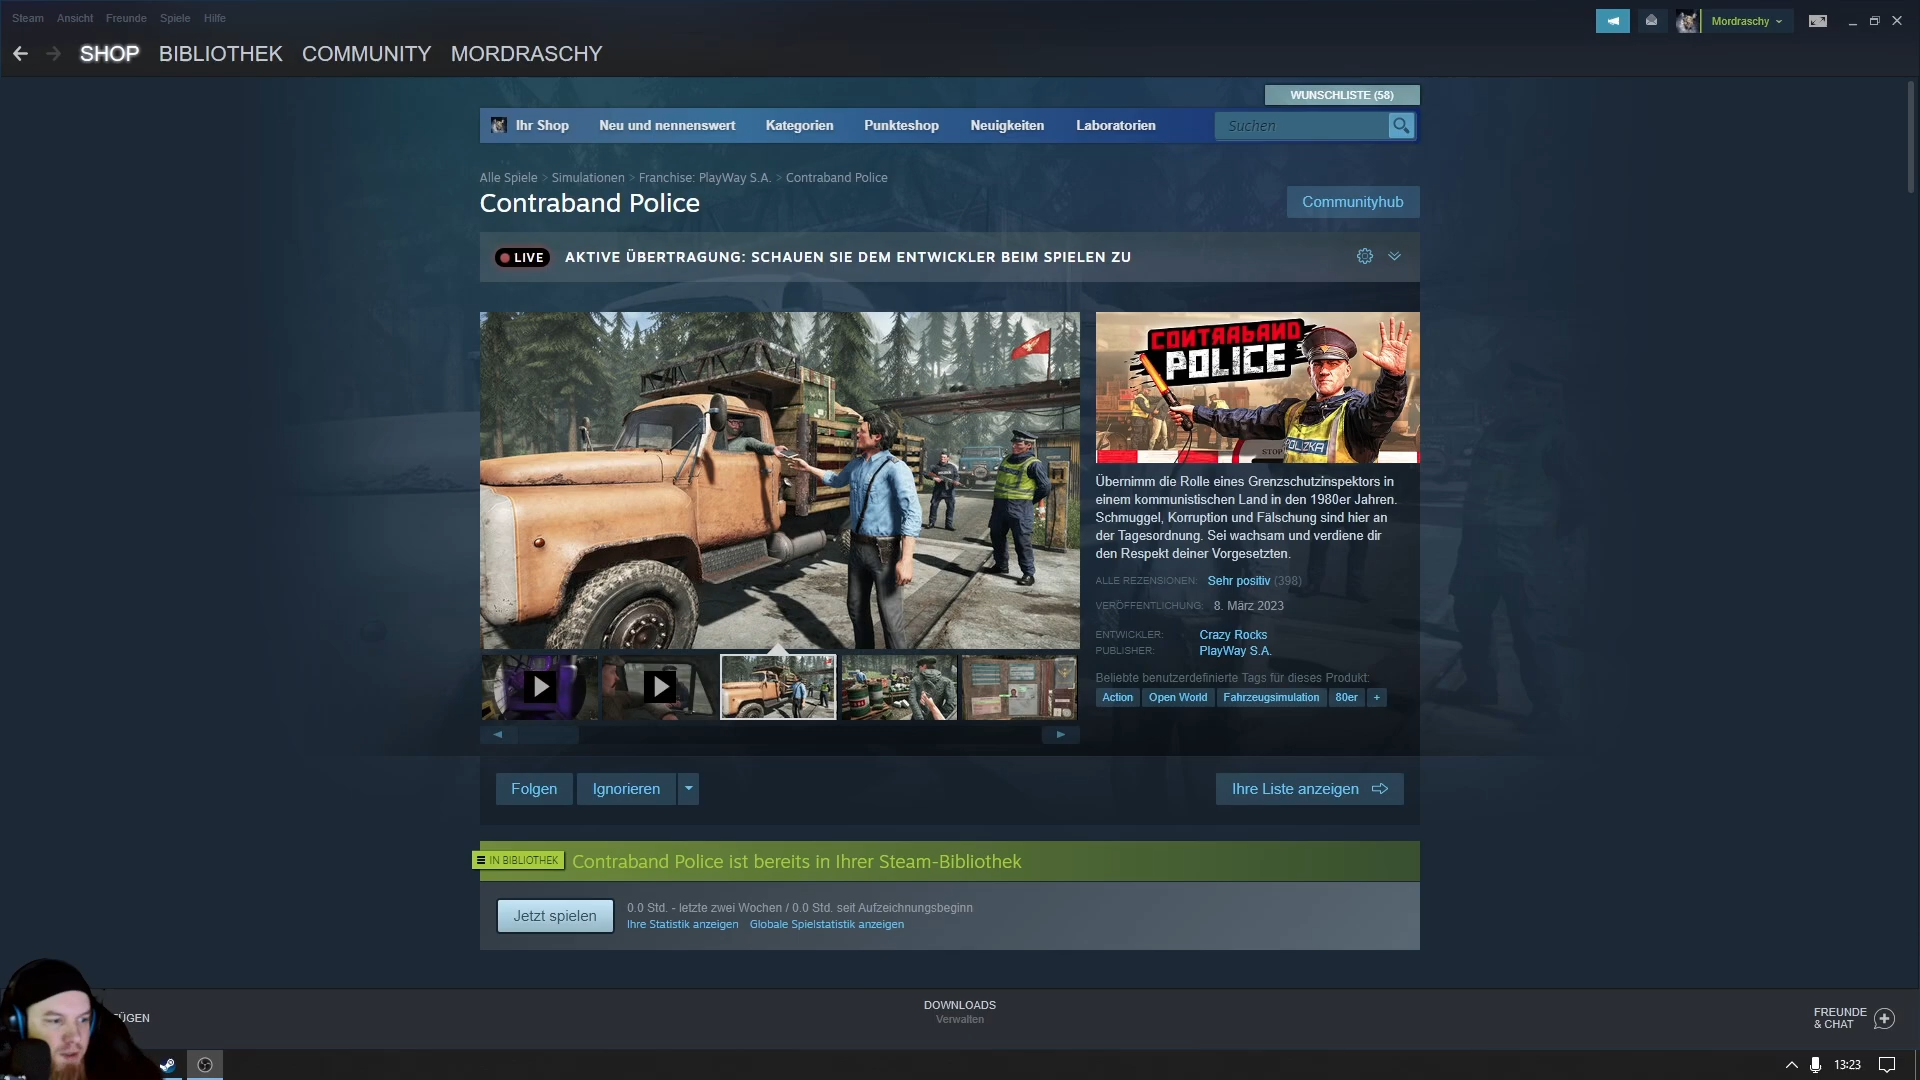 Steam Ansicht Freunde Spiele Hilfe
Mordraschy
SHOP BIBLIOTHEK COMMUNITY MORDRASCHY
WUNSCHLISTE (58)
Ihr Shop Neu und nennenswert Kategorien Punkteshop Neuigkeiten Laboratorien Suchen
Alle Spiele > Simulationen > Franchise: PlayWay S.A. > Contraband Police
Contraband Police
Communityhub
LIVE AKTIVE ÜBERTRAGUNG: SCHAUEN SIE DEM ENTWICKLER BEIM SPIELEN ZU
CONTRABAND
POLICE
POLIZKA
STOP
Übernimm die Rolle eines Grenzschutzinspektors in
einem kommunistischen Land in den 1980er Jahren.
Schmuggel, Korruption und Fälschung sind hier an
der Tagesordnung. Sei wachsam und verdiene dir
den Respekt deiner Vorgesetzten.
ALLE REZENSIONEN: Sehr positiv (398)
VERÖFFENTLICHUNG: 8. März 2023
ENTWICKLER: Crazy Rocks
PUBLISHER: PlayWay S.A.
Beliebte benutzerdefinierte Tags für dieses Produkt:
Action Open World Fahrzeugsimulation 80er +
Folgen Ignorieren Ihre Liste anzeigen
IN BIBLIOTHEK Contraband Police ist bereits in Ihrer Steam-Bibliothek
Jetzt spielen
0.0 Std. - letzte zwei Wochen / 0.0 Std. seit Aufzeichnungsbeginn
Ihre Statistik anzeigen Globale Spielstatistik anzeigen
ÜGEN
DOWNLOADS
Verwalten
FREUNDE
& CHAT
13:23